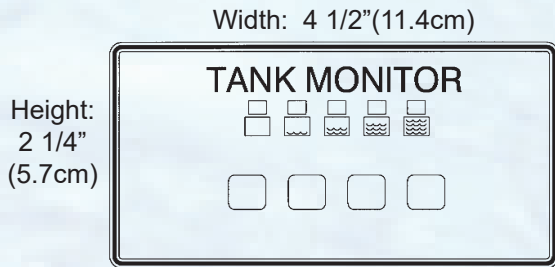 Width: 4 1/2”(11.4cm)
TANK MONITOR
Height:
2 1/4”
(5.7cm)